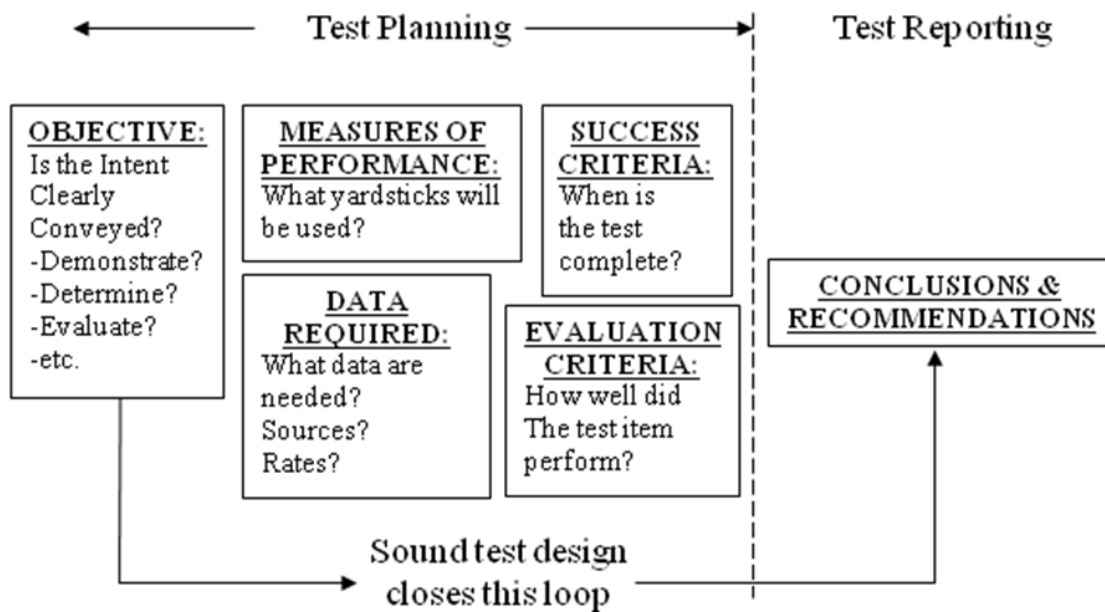 Test Planning
Test Reporting
OBJECTIVE:
Is the Intent
Clearly
Conveyed?
-Demonstrate?
-Determine?
-Evaluate?
-etc.
MEASURES OF
PERFORMANCE:
What yardsticks will
be used?
SUCCESS
CRITERIA:
When is
the test
complete?
DATA
REQUIRED:
What data are
needed?
Sources?
Rates?
EVALUATION
CRITERIA:
How well did
The test item
perform?
CONCLUSIONS &
RECOMMENDATIONS
Sound test design
closes this loop